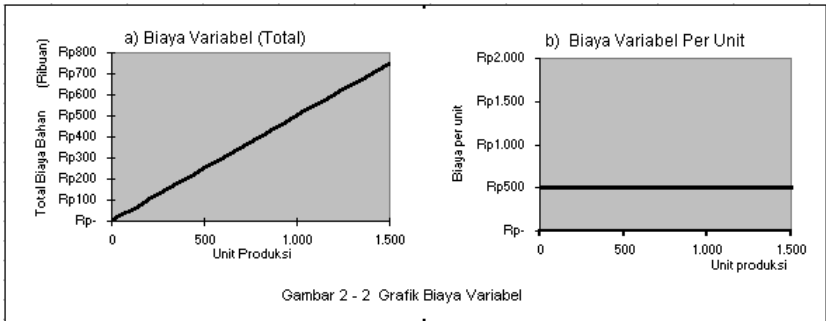 a) Biaya Variabel (Total)
Total Biaya Bahan (Ribuan)
Rp800
Rp700
Rp600
Rp500
Rp400
Rp300
Rp200
Rp100
Rp-
0 500 1.000 1.500
Unit Produksi
b) Biaya Variabel Per Unit
Biaya per unit
Rp2.000
Rp1.500
Rp1.000
Rp500
Rp-
0 500 1.000 1.500
Unit produksi
Gambar 2 - 2 Grafik Biaya Variabel